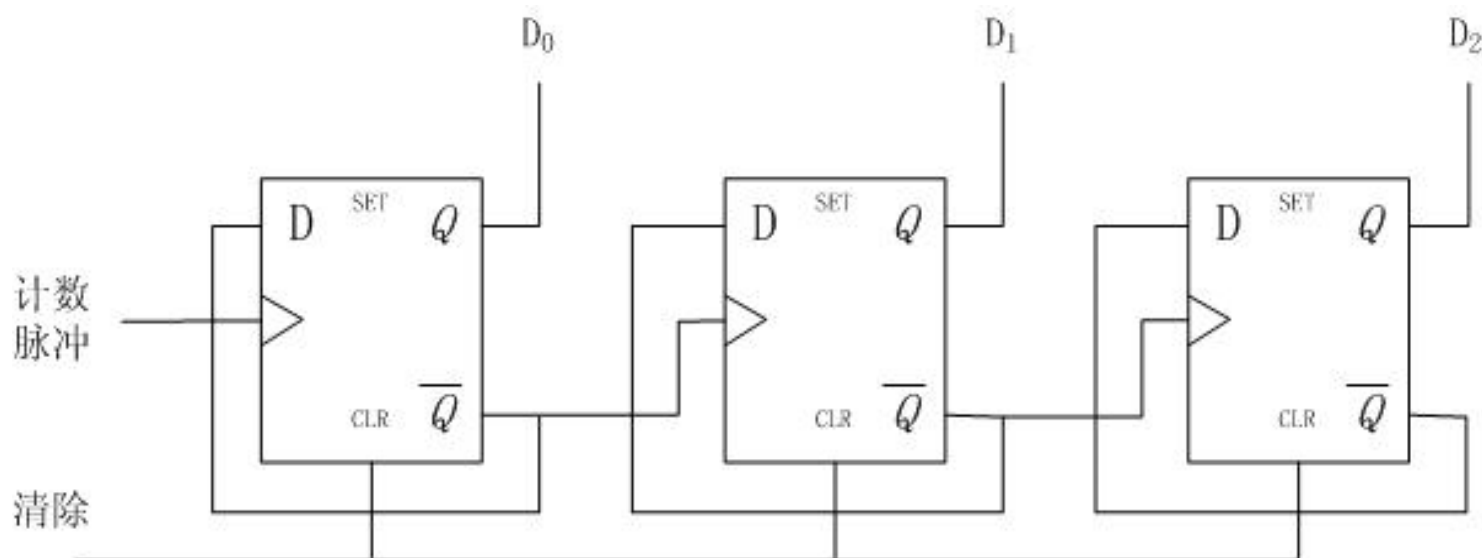 D₀ D₁ D₂
D SET Q D SET Q D SET Q
计数
脉冲
CLR Q̅ CLR Q̅ CLR Q̅
清除